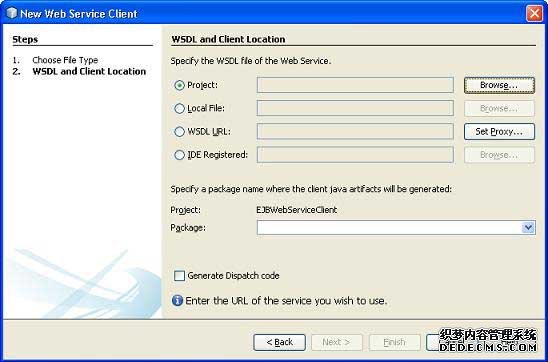 New Web Service Client
Steps
1. Choose File Type
2. WSDL and Client Location
WSDL and Client Location
Specify the WSDL file of the Web Service.
Project: Browse...
Local File: Browse...
WSDL URL: Set Proxy...
IDE Registered: Browse...
Specify a package name where the client java artifacts will be generated:
Project: EJBWebServiceClient
Package:
Generate Dispatch code
Enter the URL of the service you wish to use.
< Back Next > Finish
织梦内容管理系统
DEDECMS.COM